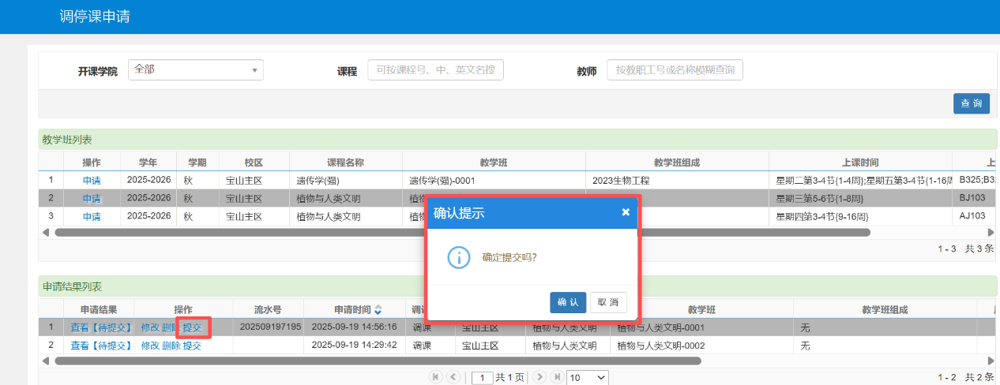 调停课申请
开课学院 全部 课程 可按课程号、中、英文名搜 教师 按教职工号或名称模糊查询
查 询
教学班列表
操作 学年 学期 校区 课程名称 教学班 教学班组成 上课时间 上
1 申请 2025-2026 秋 宝山主区 遗传学(强) 遗传学(强)-0001 2023生物工程 星期二第3-4节{1-4周};星期五第3-4节{1-16周 B325;B32
2 申请 2025-2026 秋 宝山主区 植物与人类文明 植物 星期三第5-6节{1-8周} BJ103
3 申请 2025-2026 秋 宝山主区 植物与人类文明 植物 星期四第3-4节{9-16周} AJ103
1 - 3 共 3 条
确认提示 ×
确定提交吗?
确 认 取 消
申请结果列表
申请结果 操作 流水号 申请时间 调 教学班 教学班组成
1 查看【待提交】 修改 删除 提交 202509197195 2025-09-19 14:56:16 调课 宝山主区 植物与人类文明 植物与人类文明-0001 无
2 查看【待提交】 修改 删除 提交 2025-09-19 14:29:42 调课 宝山主区 植物与人类文明 植物与人类文明-0002 无
1 共 1 页 10 1 - 2 共 2 条